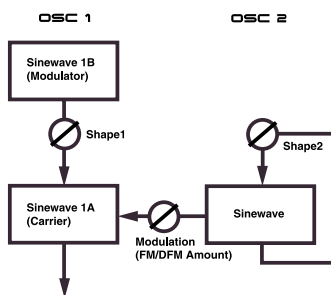 OSC 1
OSC 2
Sinewave 1B
(Modulator)
Shape1
Shape2
Sinewave 1A
(Carrier)
Sinewave
Modulation
(FM/DFM Amount)